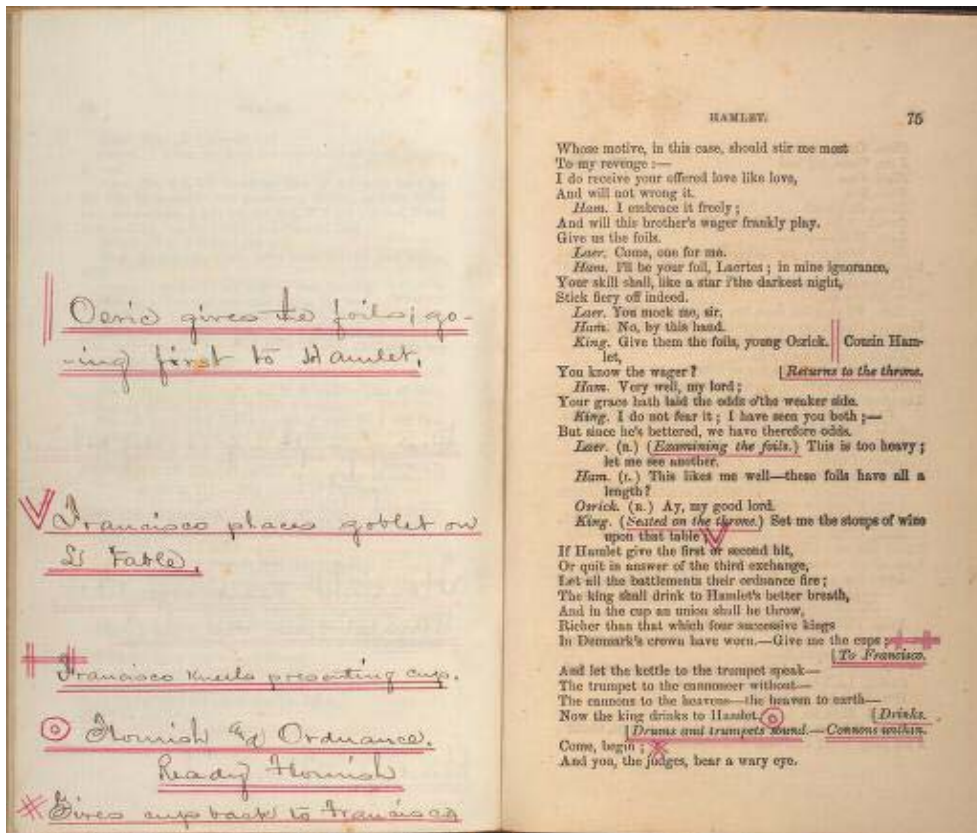 Osric gives the foils; go-
-ing first to Hamlet.
Francisco places goblet on
L Table.
Francisco kneels presenting cup.
Flourish and Ordnance.
Ready Flourish
Gives cup back to Francisco
HAMLET. 75
Whose motive, in this case, should stir me most
To my revenge :—
I do receive your offered love like love,
And will not wrong it.
Ham. I embrace it freely ;
And will this brother's wager frankly play.
Give us the foils.
Laer. Come, one for me.
Ham. I'll be your foil, Laertes ; in mine ignorance,
Your skill shall, like a star i'the darkest night,
Stick fiery off indeed.
Laer. You mock me, sir.
Ham. No, by this hand.
King. Give them the foils, young Osrick. Cousin Ham-
let,
You know the wager ? [Returns to the throne.
Ham. Very well, my lord ;
Your grace hath laid the odds o'the weaker side.
King. I do not fear it ; I have seen you both ;—
But since he's bettered, we have therefore odds.
Laer. (R.) (Examining the foils.) This is too heavy ;
let me see another.
Ham. (L.) This likes me well—these foils have all a
length ?
Osrick. (R.) Ay, my good lord.
King. (Seated on the throne.) Set me the stoups of wine
upon that table ;
If Hamlet give the first or second hit,
Or quit in answer of the third exchange,
Let all the battlements their ordnance fire ;
The king shall drink to Hamlet's better breath,
And in the cup an union shall he throw,
Richer than that which four successive kings
In Denmark's crown have worn.—Give me the cups ;
[To Francisco.
And let the kettle to the trumpet speak—
The trumpet to the cannoneer without—
The cannons to the heavens—the heaven to earth—
Now the king drinks to Hamlet. [Drinks.
[Drums and trumpets sound.—Cannons within.
Come, begin ;
And you, the judges, bear a wary eye.